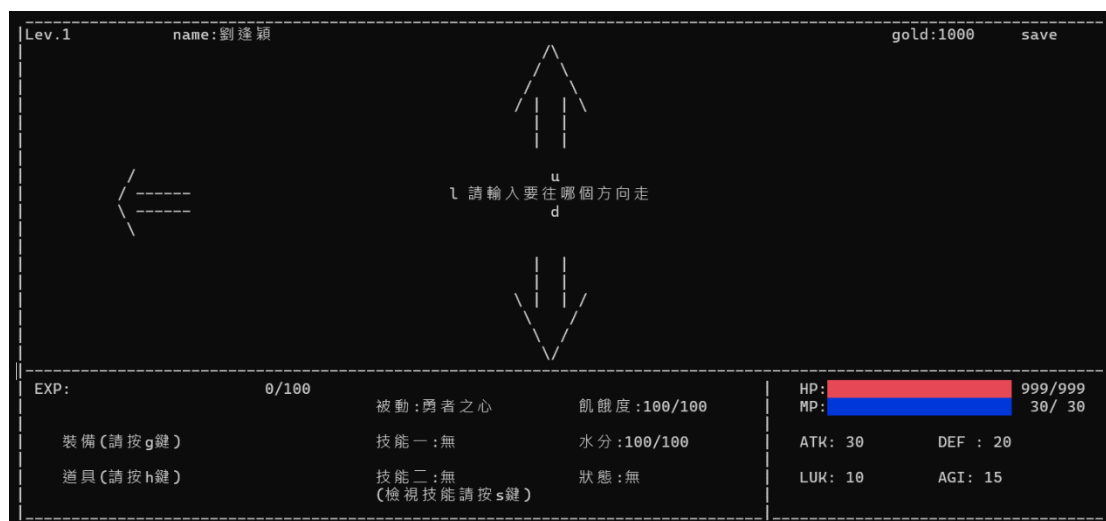 Lev.1 name:劉逢穎 gold:1000 save
u
l 請輸入要往哪個方向走
d
EXP: 0/100 HP: 999/999
被動:勇者之心 飢餓度:100/100 MP: 30/ 30
裝備(請按g鍵) 技能一:無 水分:100/100 ATK: 30 DEF : 20
道具(請按h鍵) 技能二:無 狀態:無 LUK: 10 AGI: 15
(檢視技能請按s鍵)